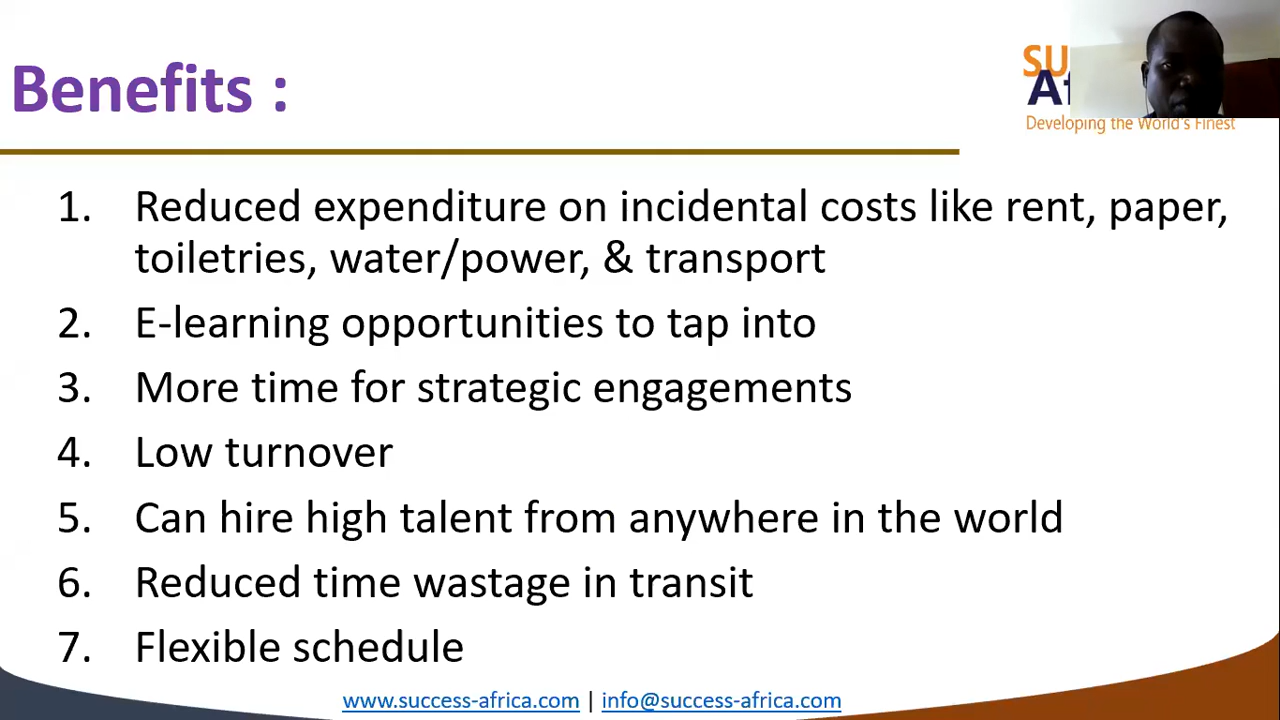 Benefits :
SU
Developing the World's Finest
1. Reduced expenditure on incidental costs like rent, paper,
toiletries, water/power, & transport
2. E-learning opportunities to tap into
3. More time for strategic engagements
4. Low turnover
5. Can hire high talent from anywhere in the world
6. Reduced time wastage in transit
7. Flexible schedule
www.success-africa.com | info@success-africa.com